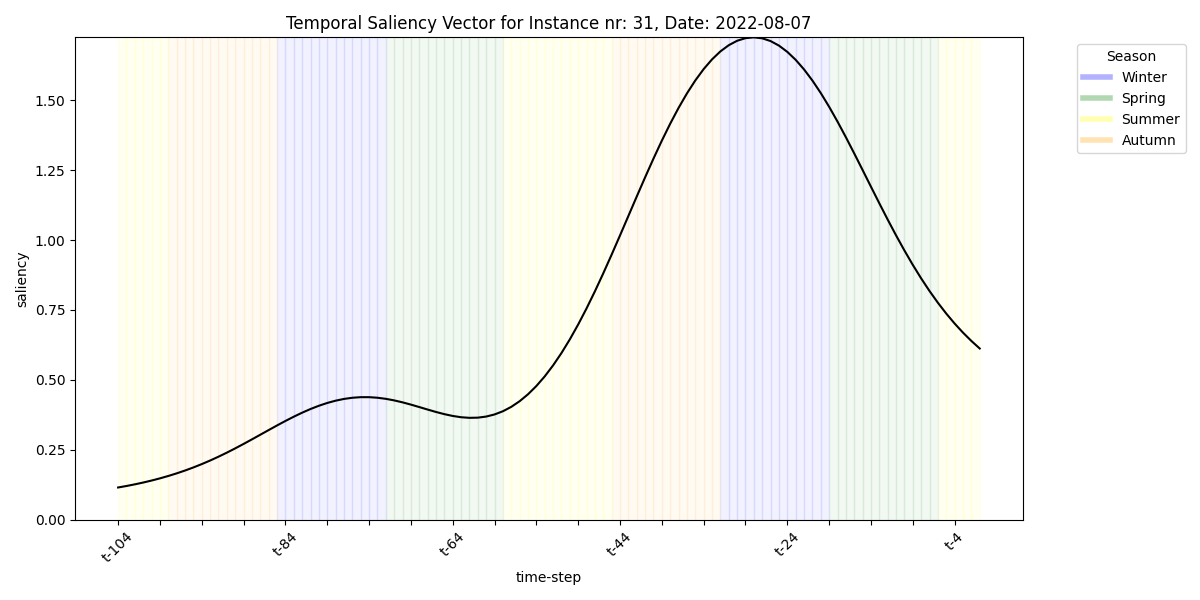 Temporal Saliency Vector for Instance nr: 31, Date: 2022-08-07
Season
Winter
Spring
Summer
Autumn
saliency
1.50
1.25
1.00
0.75
0.50
0.25
0.00
t-104
t-84
t-64
t-44
t-24
t-4
time-step